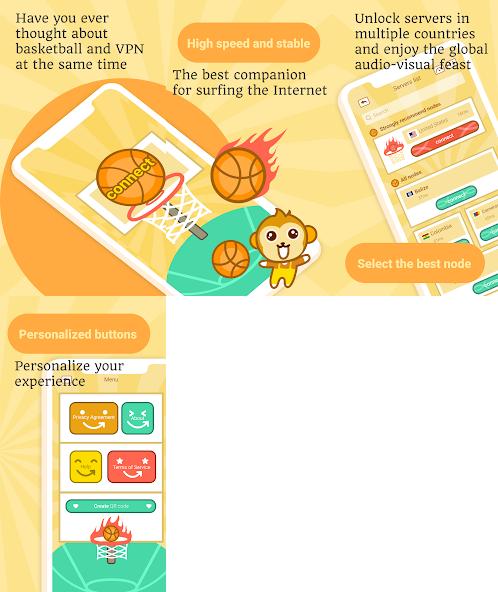 Have you ever
thought about
basketball and VPN
at the same time
connect
High speed and stable
The best companion
for surfing the Internet
Unlock servers in
multiple countries
and enjoy the global
audio-visual feast
Servers list
Search
Strongly recommend nodes
United States
connect
All nodes
Belize
connect
Colombia
Select the best node
Personalized buttons
Personalize your
experience
Menu
Privacy Agreement
About
Help
Terms of Service
Create QR code